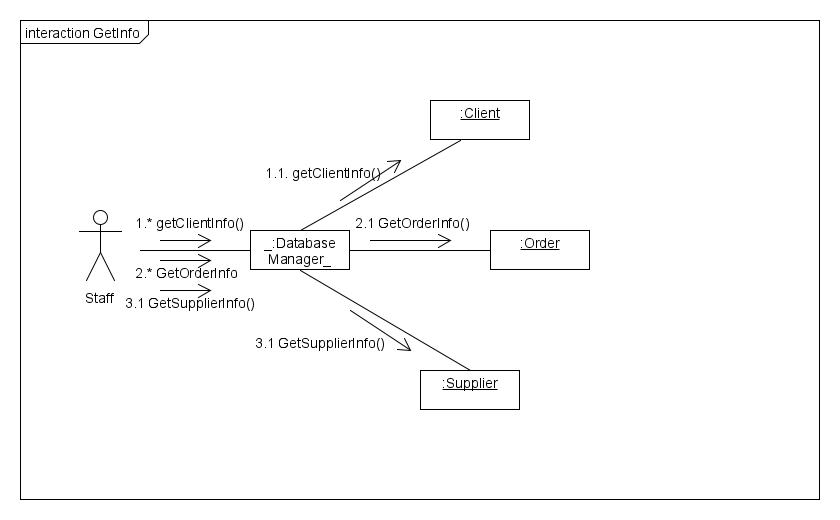 interaction GetInfo
:Client
1.1. getClientInfo()
1.* getClientInfo()
2.1 GetOrderInfo()
_:Database
Manager_
:Order
2.* GetOrderInfo
Staff
3.1 GetSupplierInfo()
3.1 GetSupplierInfo()
:Supplier